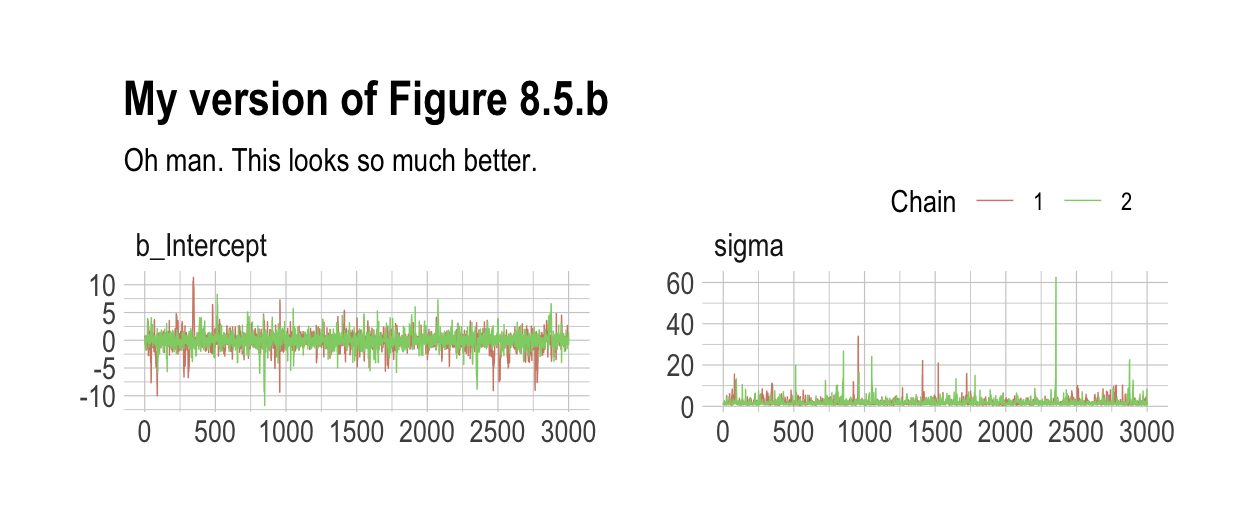 My version of Figure 8.5.b
Oh man. This looks so much better.
Chain 1 2
b_Intercept
10
5
0
-5
-10
0 500 1000 1500 2000 2500 3000
sigma
60
40
20
0
0 500 1000 1500 2000 2500 3000